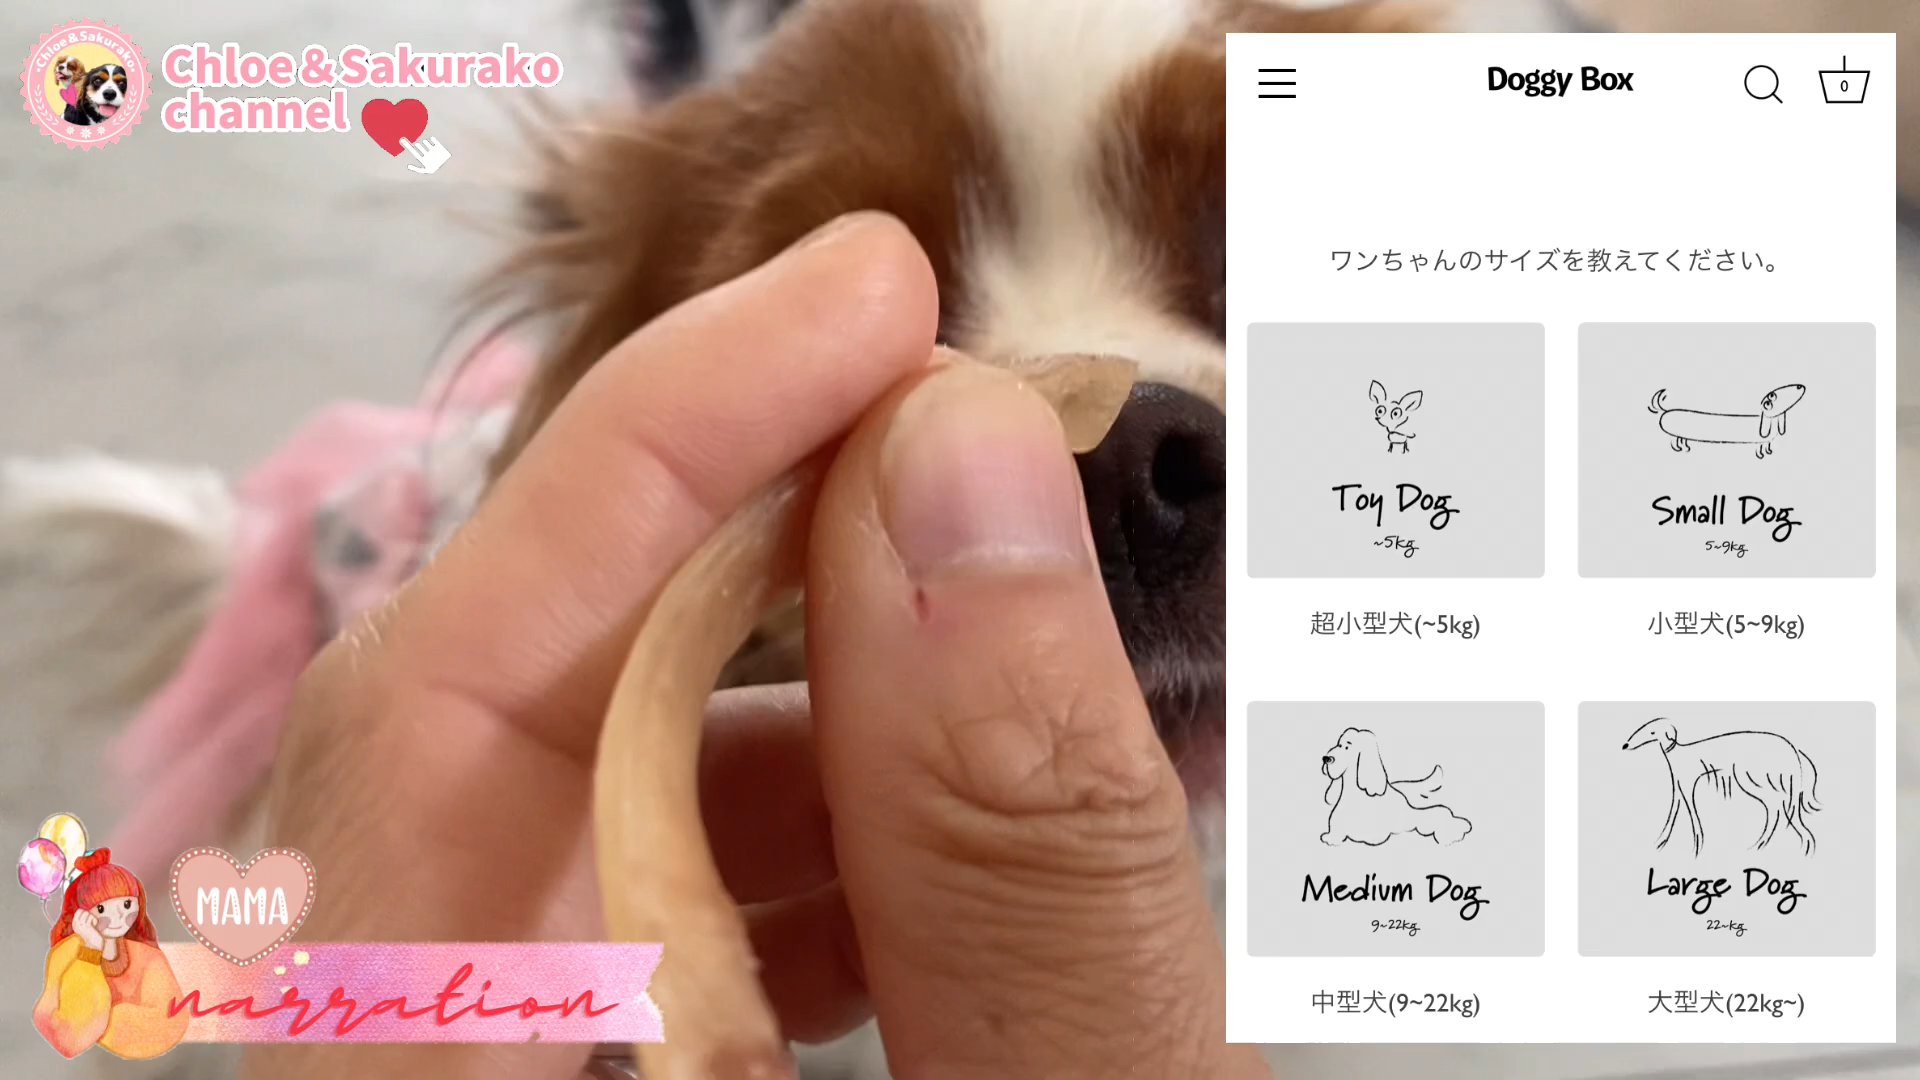 Chloe&Sakurako
Chloe&Sakurako
channel
MAMA
narration
Doggy Box
0
ワンちゃんのサイズを教えてください。
Toy Dog
~5kg
Small Dog
5~9kg
超小型犬(~5kg)
小型犬(5~9kg)
Medium Dog
9~22kg
Large Dog
22~kg
中型犬(9~22kg)
大型犬(22kg~)